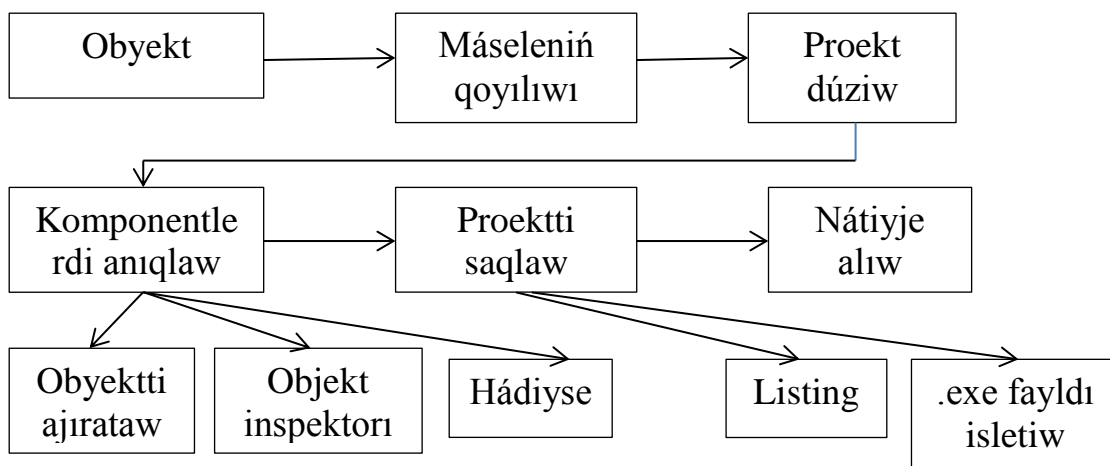 Obyekt
Máseleniń
qoyılıwı
Proekt
dúziw
Komponentle
rdi anıqlaw
Proektti
saqlaw
Nátiyje
alıw
Obyektti
ajırataw
Objekt
inspektorı
Hádiyse
Listing
.exe fayldı
isletiw